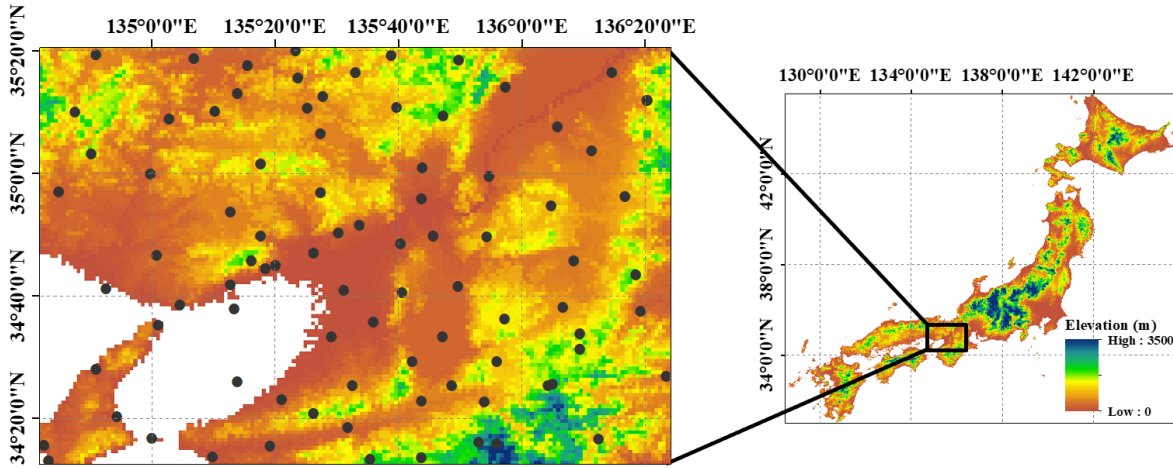 135°0'0"E 135°20'0"E 135°40'0"E 136°0'0"E 136°20'0"E
35°20'0"N
35°0'0"N
34°40'0"N
34°20'0"N
130°0'0"E 134°0'0"E 138°0'0"E 142°0'0"E
42°0'0"N
38°0'0"N
34°0'0"N
Elevation (m)
High : 3500
Low : 0